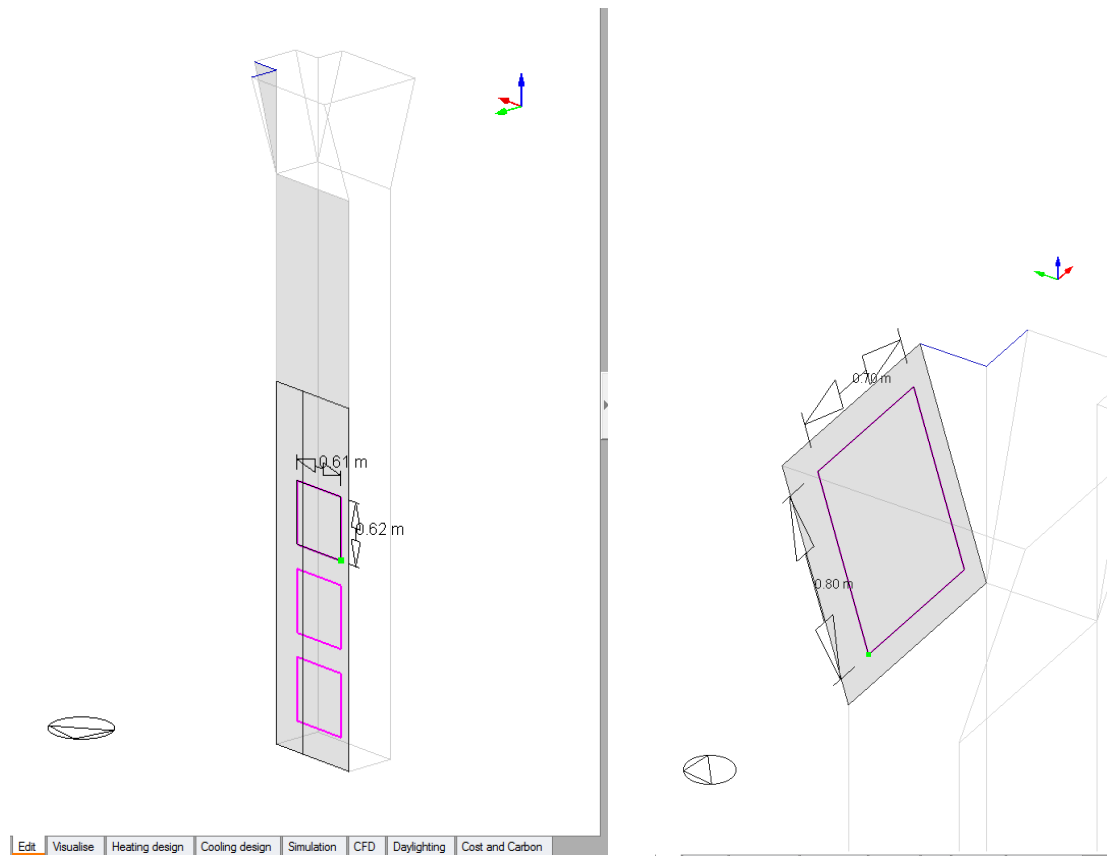 0.61 m
0.62 m
0.70 m
0.80 m
Edit Visualise Heating design Cooling design Simulation CFD Daylighting Cost and Carbon